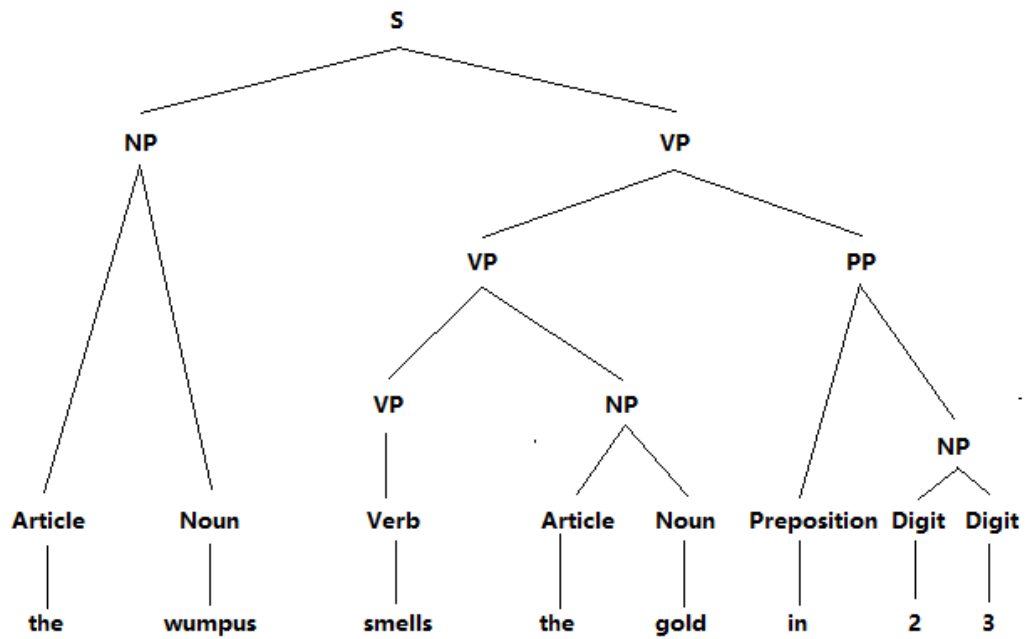 S
NP VP
VP PP
VP NP
NP
Article Noun Verb Article Noun Preposition Digit Digit
the wumpus smells the gold in 2 3